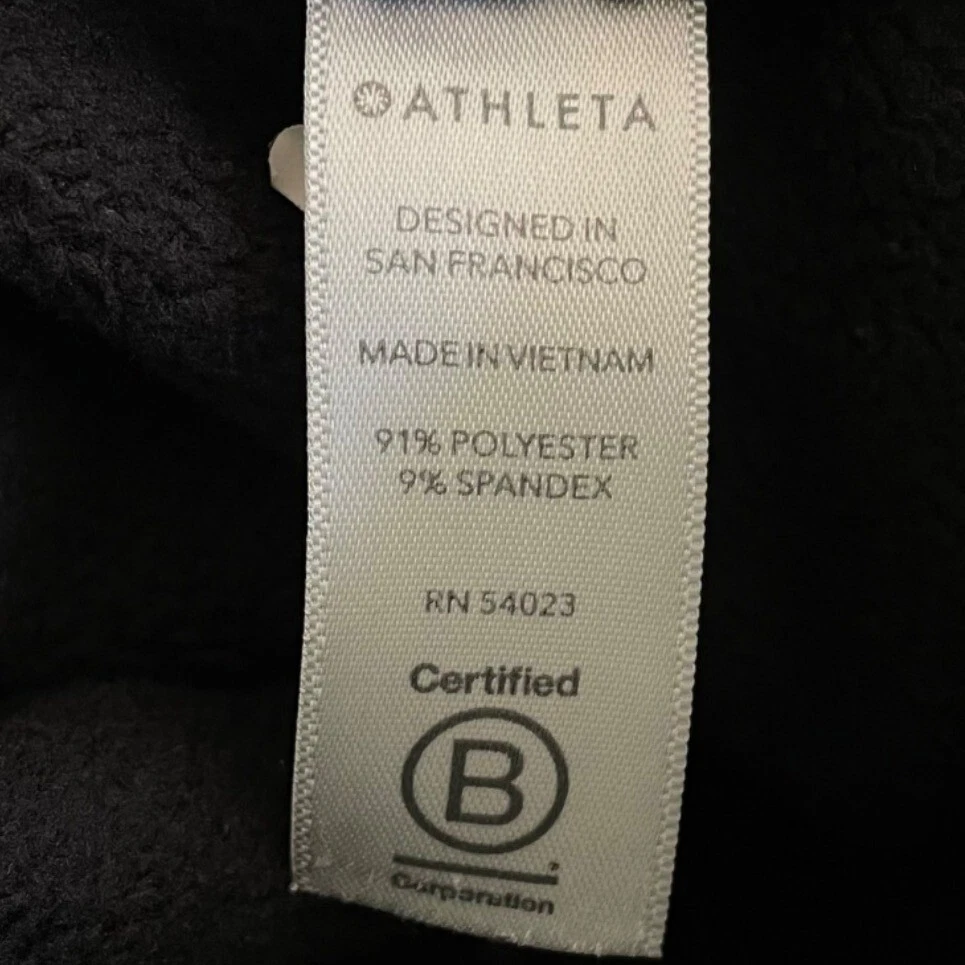 ATHLETA
DESIGNED IN
SAN FRANCISCO
MADE IN VIETNAM
91% POLYESTER
9% SPANDEX
RN 54023
Certified
B
Corporation